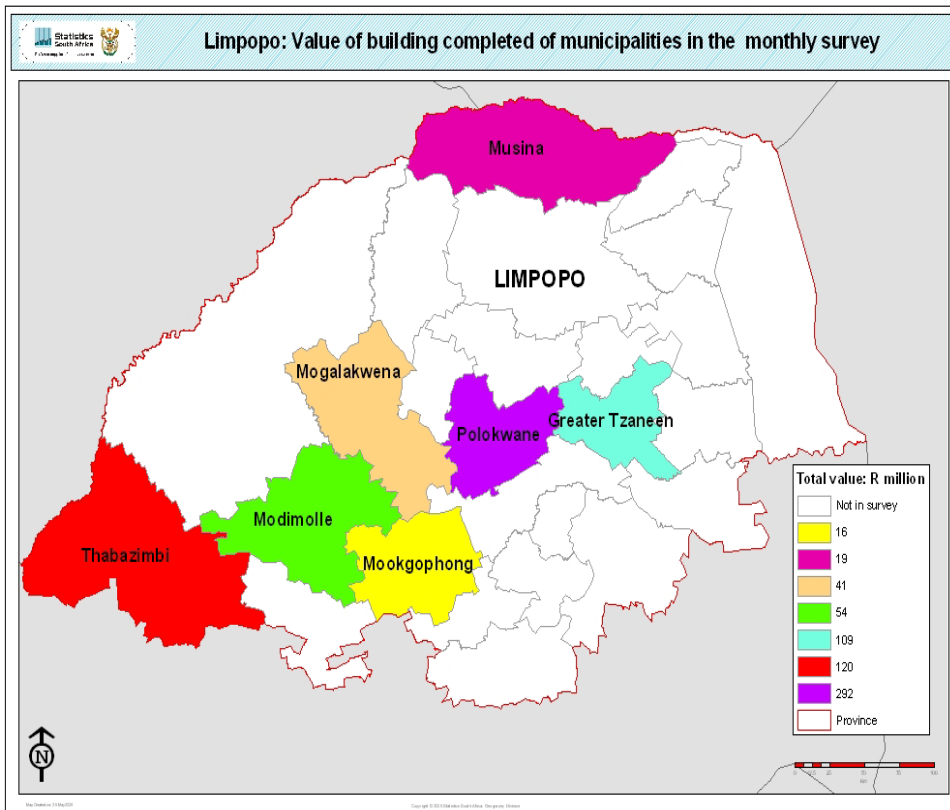 Statistics
South Africa
Limpopo: Value of building completed of municipalities in the monthly survey
Musina
LIMPOPO
Mogalakwena
Greater Tzaneen
Polokwane
Modimolle
Thabazimbi
Mookgophong
Total value: R million
Not in survey
16
19
41
54
109
120
292
Province
N